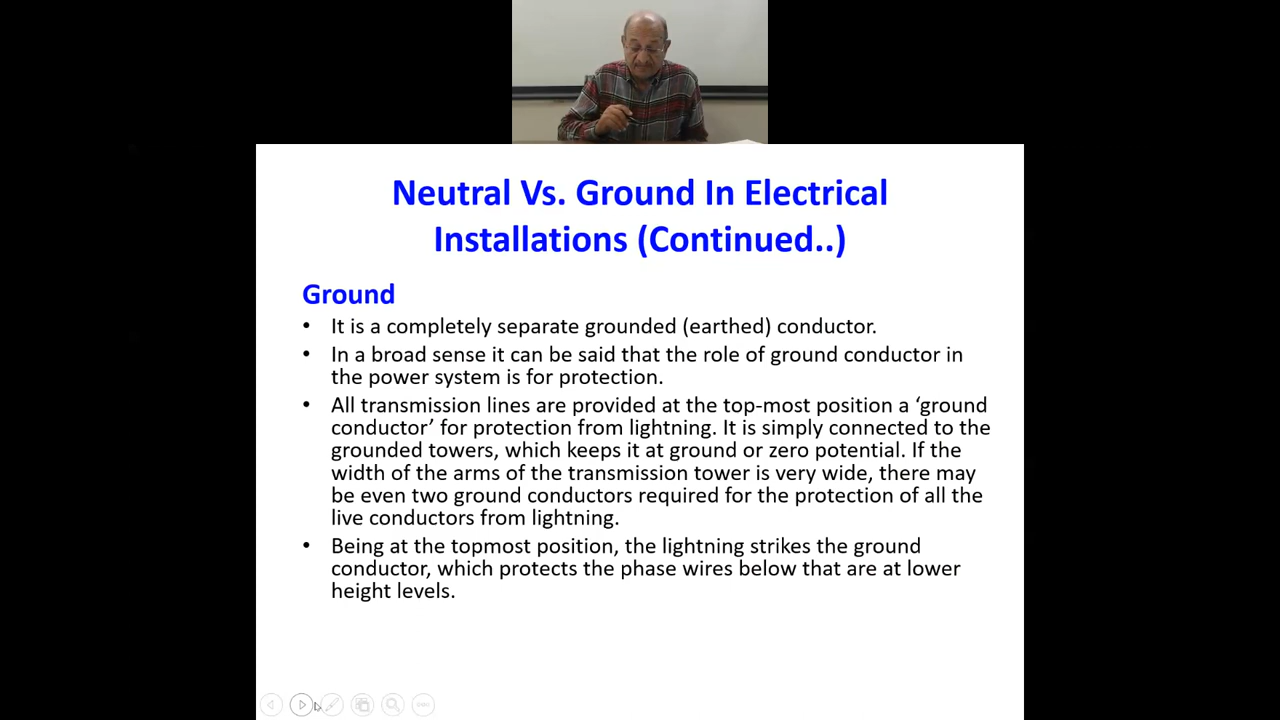 Neutral Vs. Ground In Electrical
Installations (Continued..)
Ground
• It is a completely separate grounded (earthed) conductor.
• In a broad sense it can be said that the role of ground conductor in
the power system is for protection.
• All transmission lines are provided at the top-most position a ‘ground
conductor’ for protection from lightning. It is simply connected to the
grounded towers, which keeps it at ground or zero potential. If the
width of the arms of the transmission tower is very wide, there may
be even two ground conductors required for the protection of all the
live conductors from lightning.
• Being at the topmost position, the lightning strikes the ground
conductor, which protects the phase wires below that are at lower
height levels.